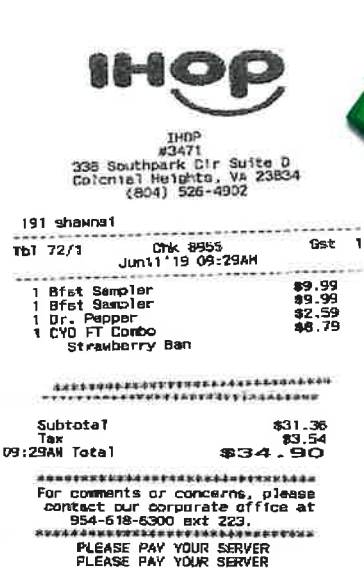 IHOP
IHOP
#3471
336 Southpark Cir Suite D
Colonial Heights, VA 23834
(804) 526-4902
191 shawna1
Tbl 72/1 Chk 8955 Gst 1
Jun11'19 09:29AM
1 Bfst Sampler $9.99
1 Bfst Sampler $9.99
1 Dr. Pepper $2.59
1 CYO FT Combo $8.79
Strawberry Ban
Subtotal $31.36
Tax $3.54
09:29AM Total $34.90
For comments or concerns, please
contact our corporate office at
954-618-6300 ext 223.
PLEASE PAY YOUR SERVER
PLEASE PAY YOUR SERVER